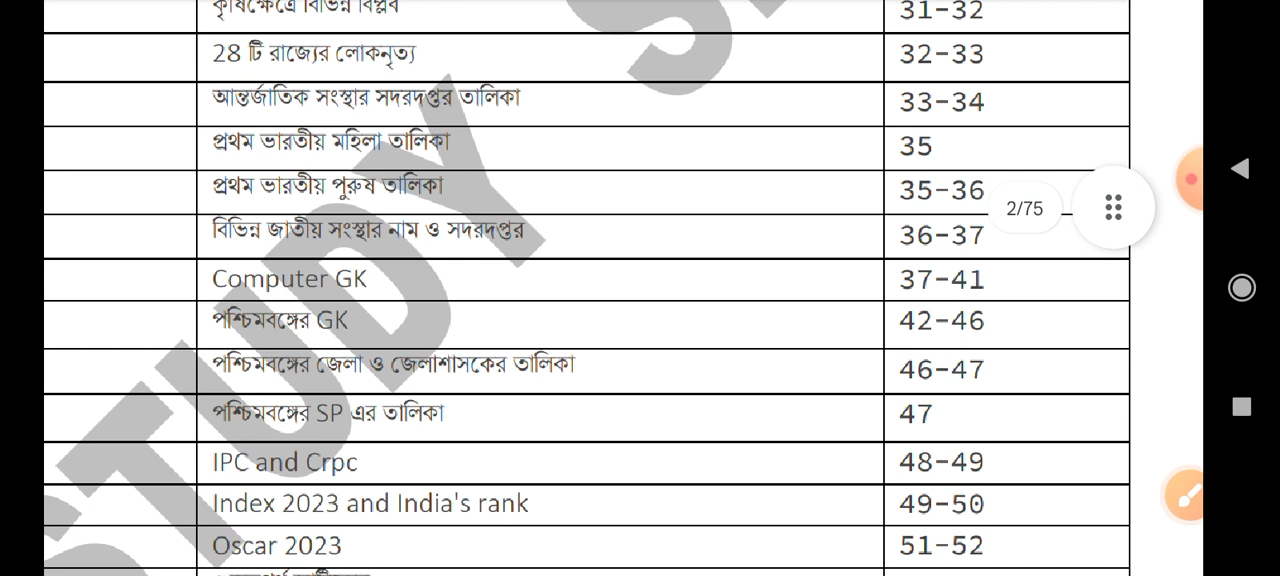 কৃষিক্ষেত্রে বিভিন্ন বিপ্লব 31-32
28 টি রাজ্যের লোকনৃত্য 32-33
আন্তর্জাতিক সংস্থার সদরদপ্তর তালিকা 33-34
প্রথম ভারতীয় মহিলা তালিকা 35
প্রথম ভারতীয় পুরুষ তালিকা 35-36
2/75
বিভিন্ন জাতীয় সংস্থার নাম ও সদরদপ্তর 36-37
Computer GK 37-41
পশ্চিমবঙ্গের GK 42-46
পশ্চিমবঙ্গের জেলা ও জেলাশাসকের তালিকা 46-47
পশ্চিমবঙ্গের SP এর তালিকা 47
IPC and Crpc 48-49
Index 2023 and India's rank 49-50
Oscar 2023 51-52
STUDY